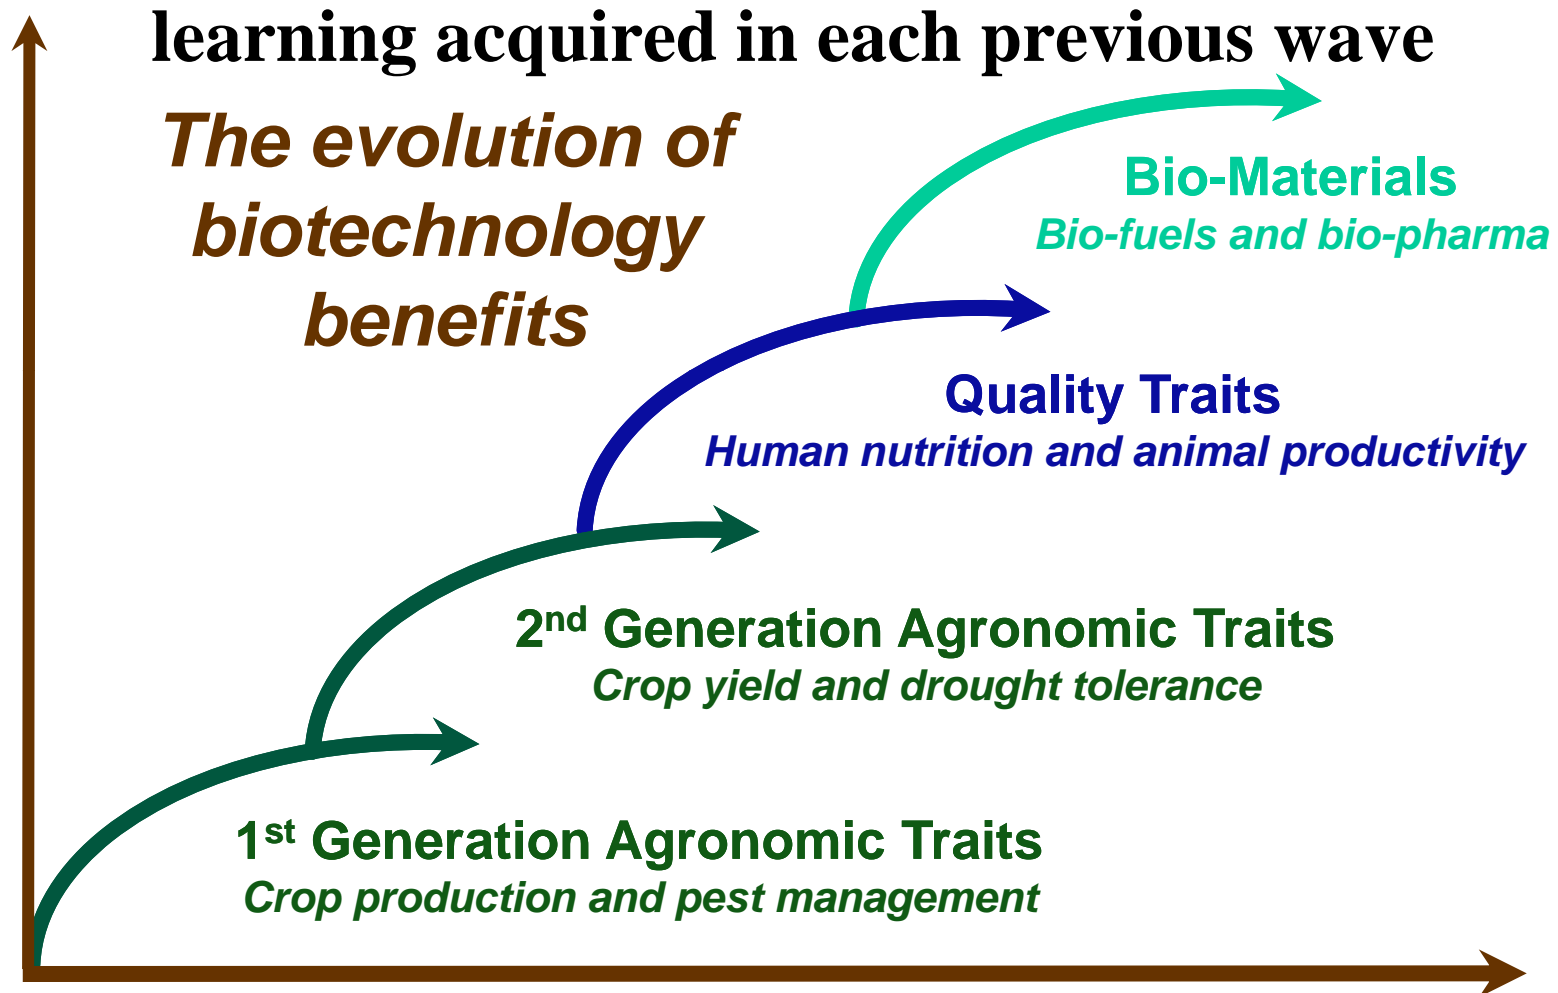 learning acquired in each previous wave
The evolution of
biotechnology
benefits
Bio-Materials
Bio-fuels and bio-pharma
Quality Traits
Human nutrition and animal productivity
2nd Generation Agronomic Traits
Crop yield and drought tolerance
1st Generation Agronomic Traits
Crop production and pest management